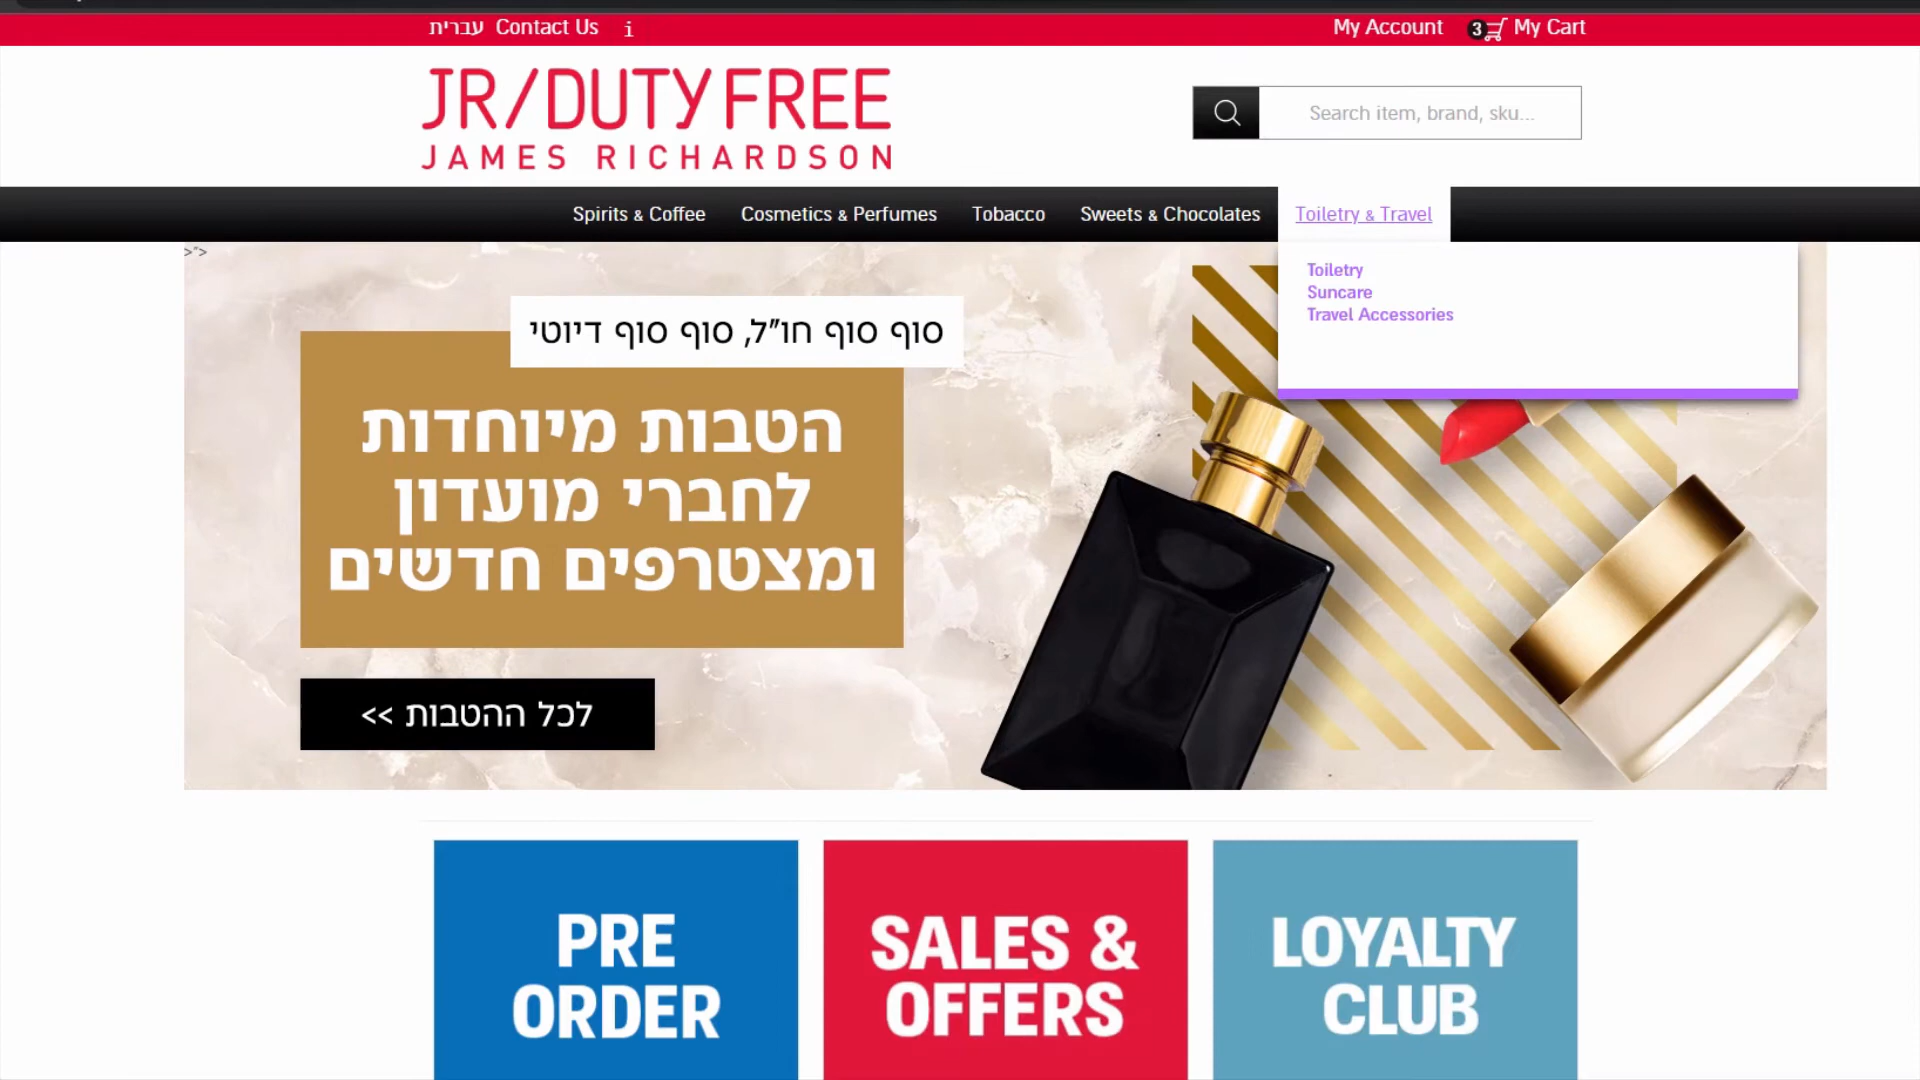 עברית Contact Us i My Account 3 My Cart
JR/DUTY FREE
JAMES RICHARDSON
Search item, brand, sku...
Spirits & Coffee Cosmetics & Perfumes Tobacco Sweets & Chocolates Toiletry & Travel
>">
Toiletry
Suncare
Travel Accessories
סוף סוף חו"ל, סוף סוף דיוטי
הטבות מיוחדות
לחברי מועדון
ומצטרפים חדשים
לכל ההטבות >>
PRE
ORDER
SALES &
OFFERS
LOYALTY
CLUB